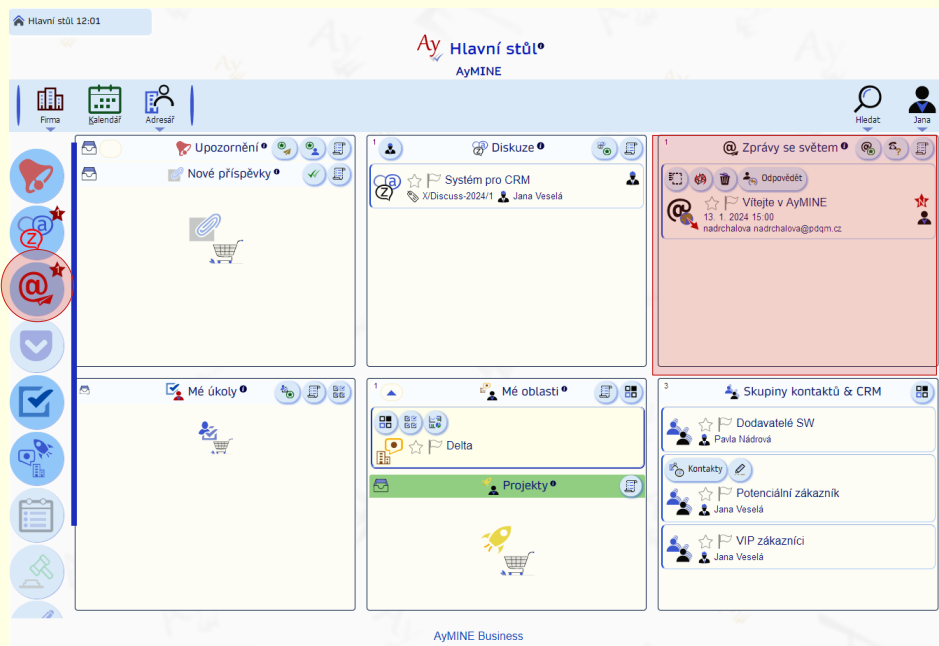 Hlavní stůl 12:01
Ay Hlavní stůl
AyMINE
Firma
Kalendář
Adresář
Hledat
Jana
Upozornění
Nové příspěvky
1
Diskuze
Systém pro CRM
X/Discuss-2024/1 Jana Veselá
1
@ Zprávy se světem
Odpovědět
Vítejte v AyMINE
13. 1. 2024 15:00
nadrchalova nadrchalova@pdqm.cz
Mé úkoly
1
Mé oblasti
Delta
Projekty
3
Skupiny kontaktů & CRM
Dodavatelé SW
Pavla Nádrová
Kontakty
Potenciální zákazník
Jana Veselá
VIP zákazníci
Jana Veselá
AyMINE Business